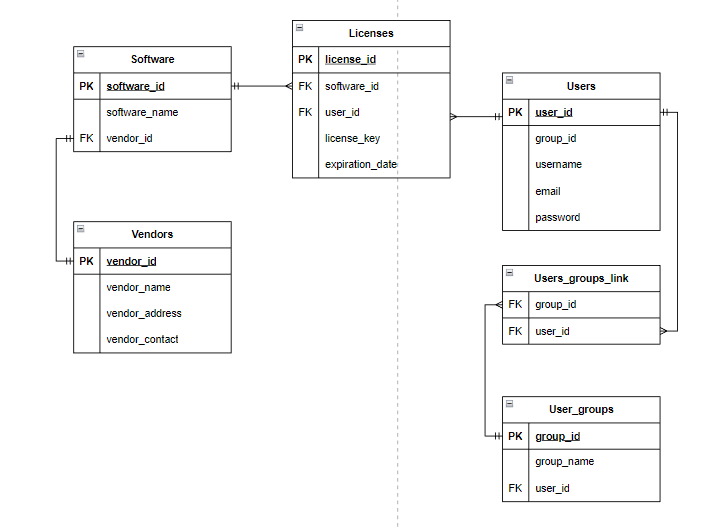 Software
PK software_id
software_name
FK vendor_id
Vendors
PK vendor_id
vendor_name
vendor_address
vendor_contact
Licenses
PK license_id
FK software_id
FK user_id
license_key
expiration_date
Users
PK user_id
group_id
username
email
password
Users_groups_link
FK group_id
FK user_id
User_groups
PK group_id
group_name
FK user_id